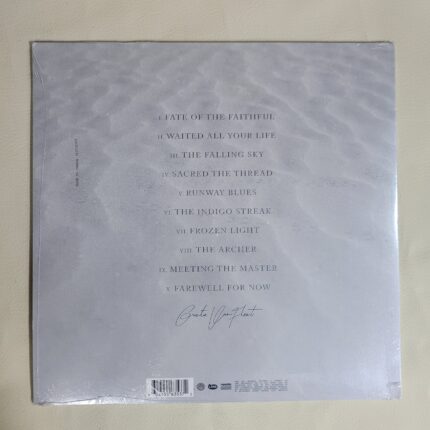 I. FATE OF THE FAITHFUL
II. WAITED ALL YOUR LIFE
III. THE FALLING SKY
IV. SACRED THE THREAD
V. RUNWAY BLUES
VI. THE INDIGO STREAK
VII. FROZEN LIGHT
VIII. THE ARCHER
IX. MEETING THE MASTER
X. FAREWELL FOR NOW
Greta Van Fleet